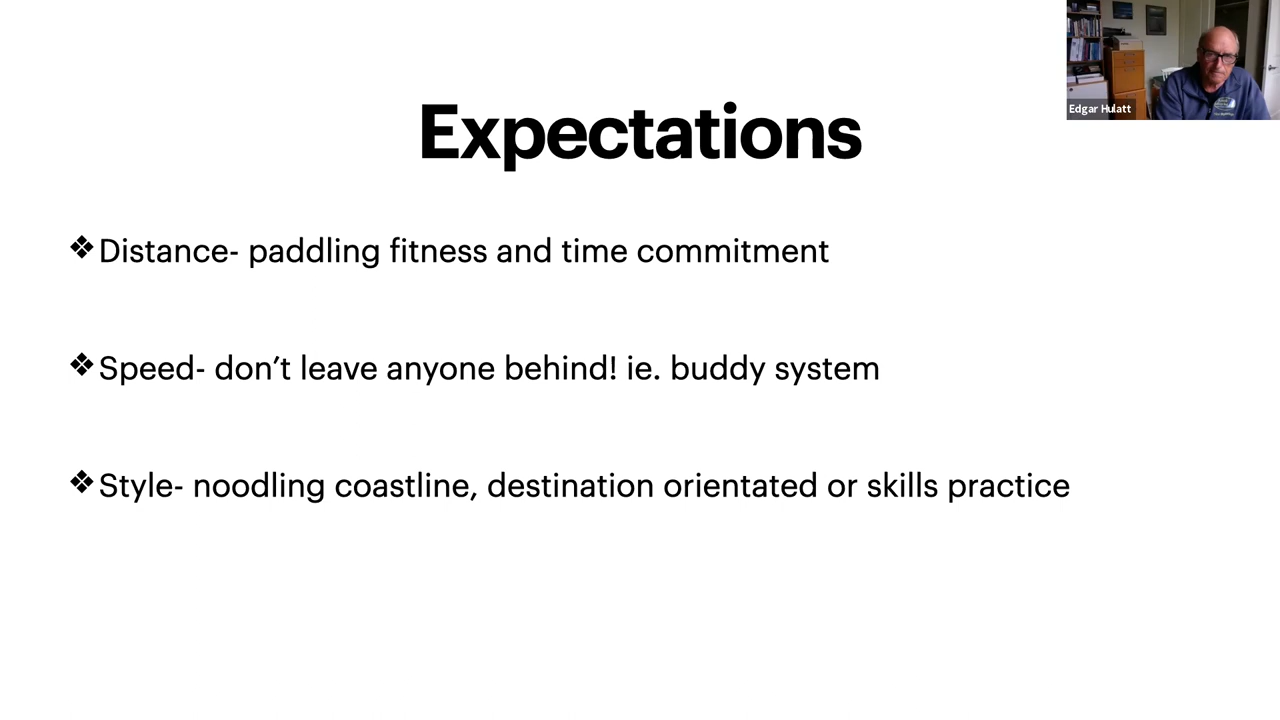 Expectations
Edgar Hulatt
❖Distance- paddling fitness and time commitment
❖Speed- don’t leave anyone behind! ie. buddy system
❖Style- noodling coastline, destination orientated or skills practice